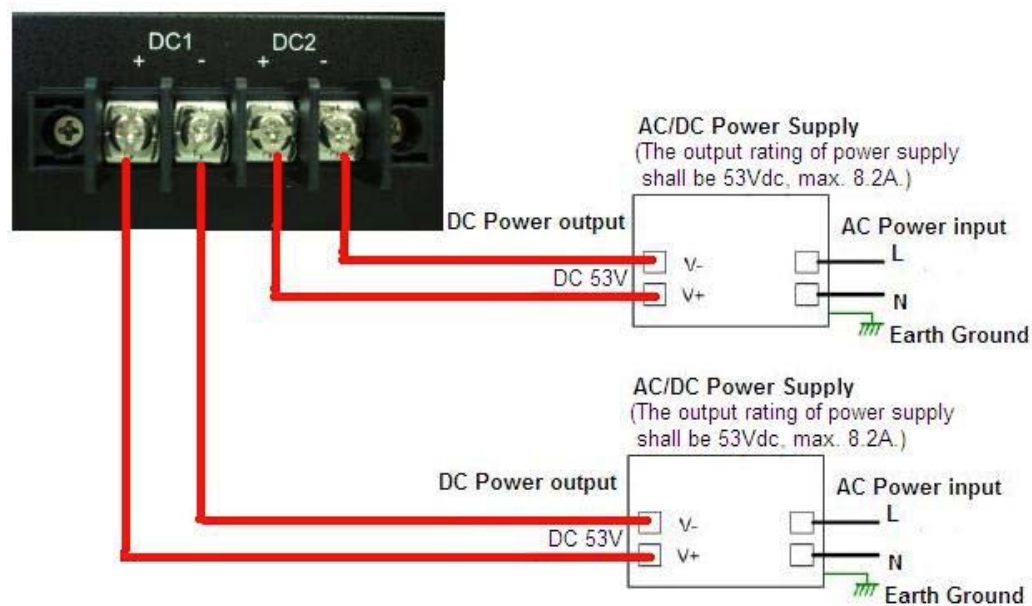 DC1 DC2
+ - + -
AC/DC Power Supply
(The output rating of power supply
shall be 53Vdc, max. 8.2A.)
DC Power output
AC Power input
V-
L
DC 53V
V+
N
Earth Ground
AC/DC Power Supply
(The output rating of power supply
shall be 53Vdc, max. 8.2A.)
DC Power output
AC Power input
V-
L
DC 53V
V+
N
Earth Ground